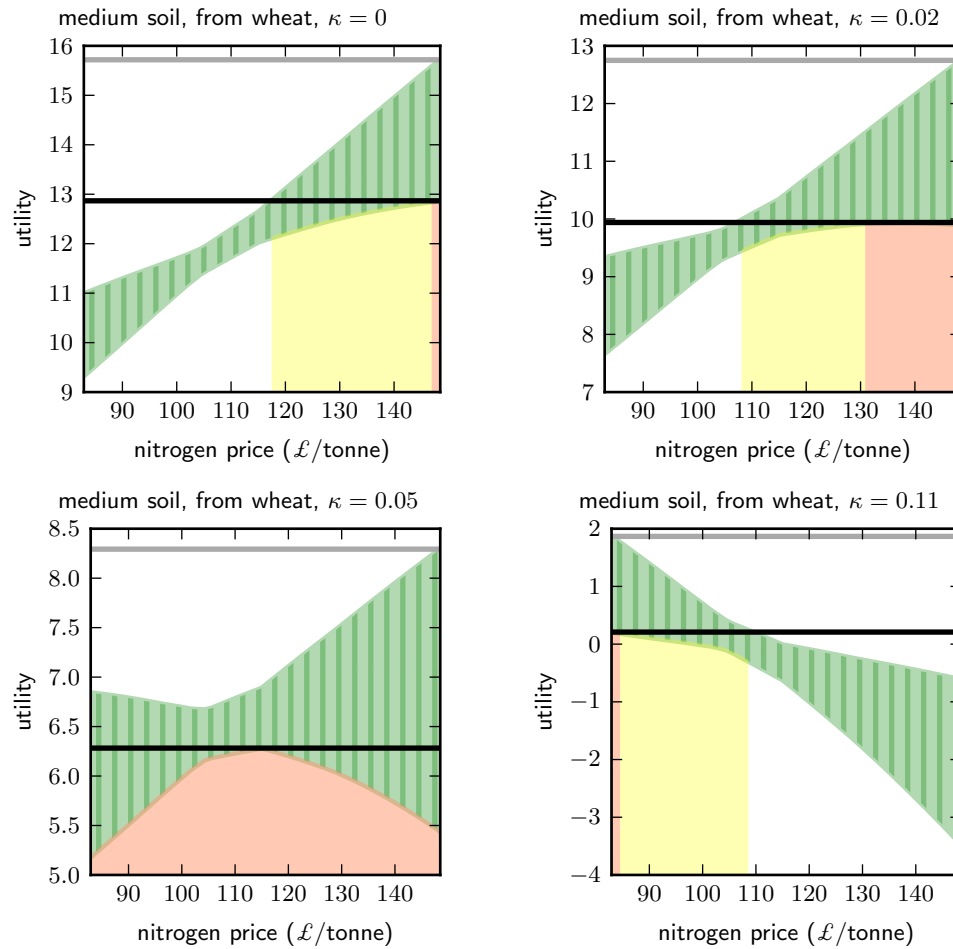 medium soil, from wheat, κ = 0
16
15
14
13
12
11
10
9
utility
90 100 110 120 130 140
nitrogen price (£/tonne)
medium soil, from wheat, κ = 0.02
13
12
11
10
9
8
7
utility
90 100 110 120 130 140
nitrogen price (£/tonne)
medium soil, from wheat, κ = 0.05
8.5
8.0
7.5
7.0
6.5
6.0
5.5
5.0
utility
90 100 110 120 130 140
nitrogen price (£/tonne)
medium soil, from wheat, κ = 0.11
2
1
0
−1
−2
−3
−4
utility
90 100 110 120 130 140
nitrogen price (£/tonne)